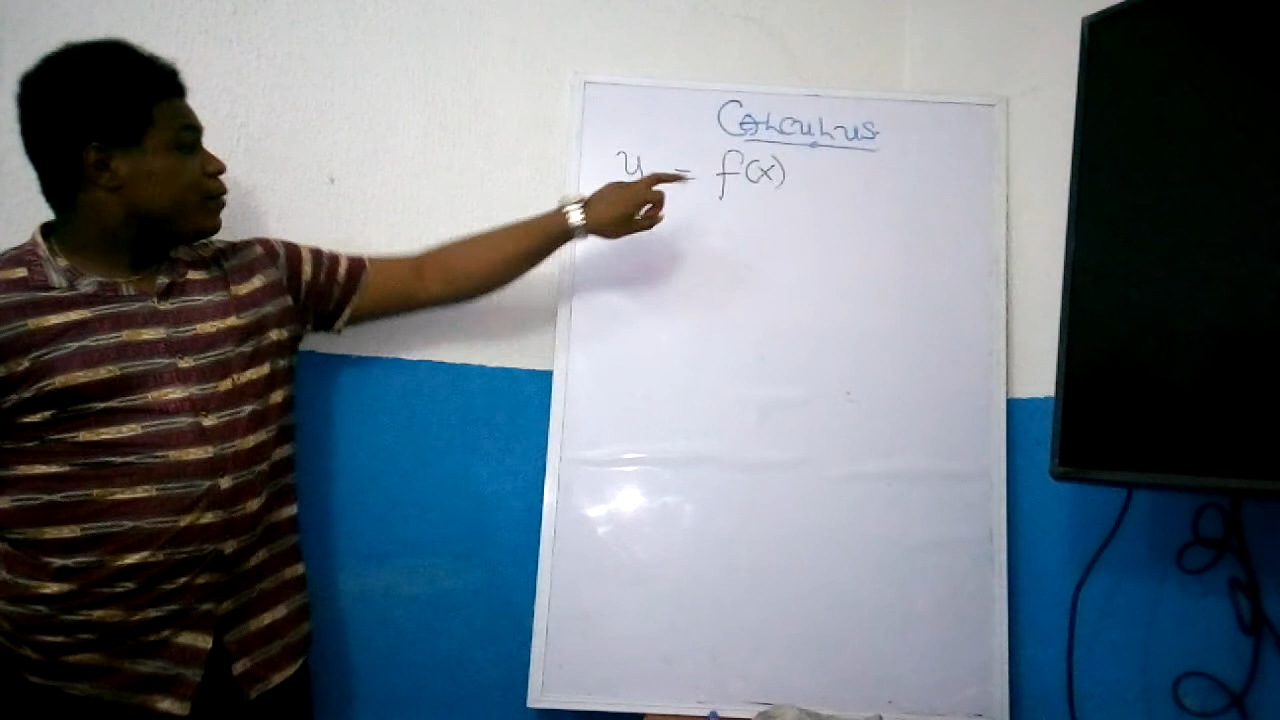 Calculus
y = f(x)